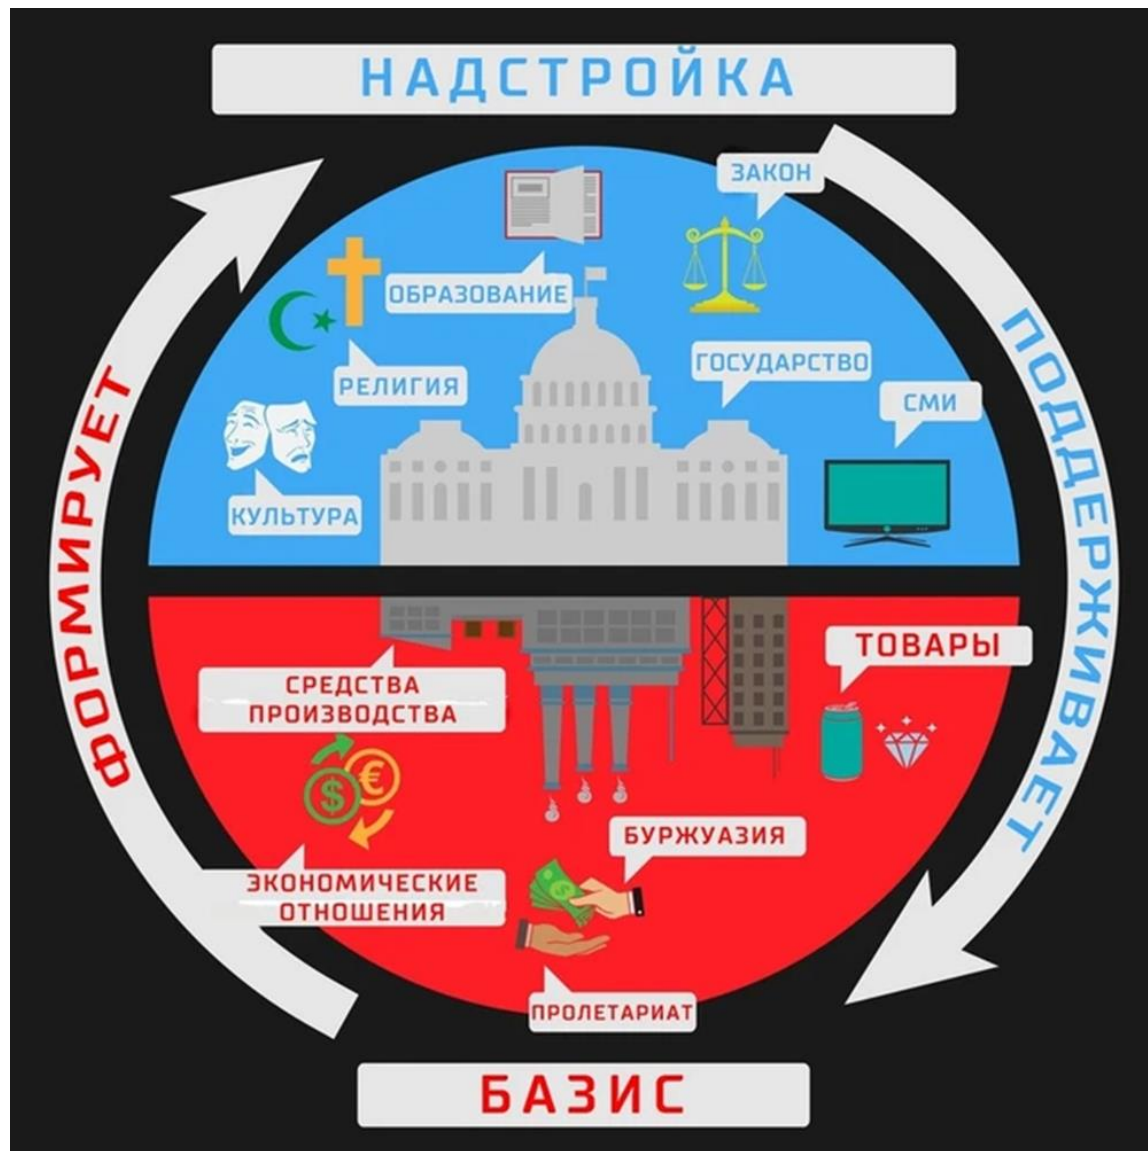 НАДСТРОЙКА
ЗАКОН
ОБРАЗОВАНИЕ
ГОСУДАРСТВО
РЕЛИГИЯ
СМИ
КУЛЬТУРА
ФОРМИРУЕТ
ПОДДЕРЖИВАЕТ
ТОВАРЫ
СРЕДСТВА
ПРОИЗВОДСТВА
$ €
БУРЖУАЗИЯ
ЭКОНОМИЧЕСКИЕ
ОТНОШЕНИЯ
$
ПРОЛЕТАРИАТ
БАЗИС